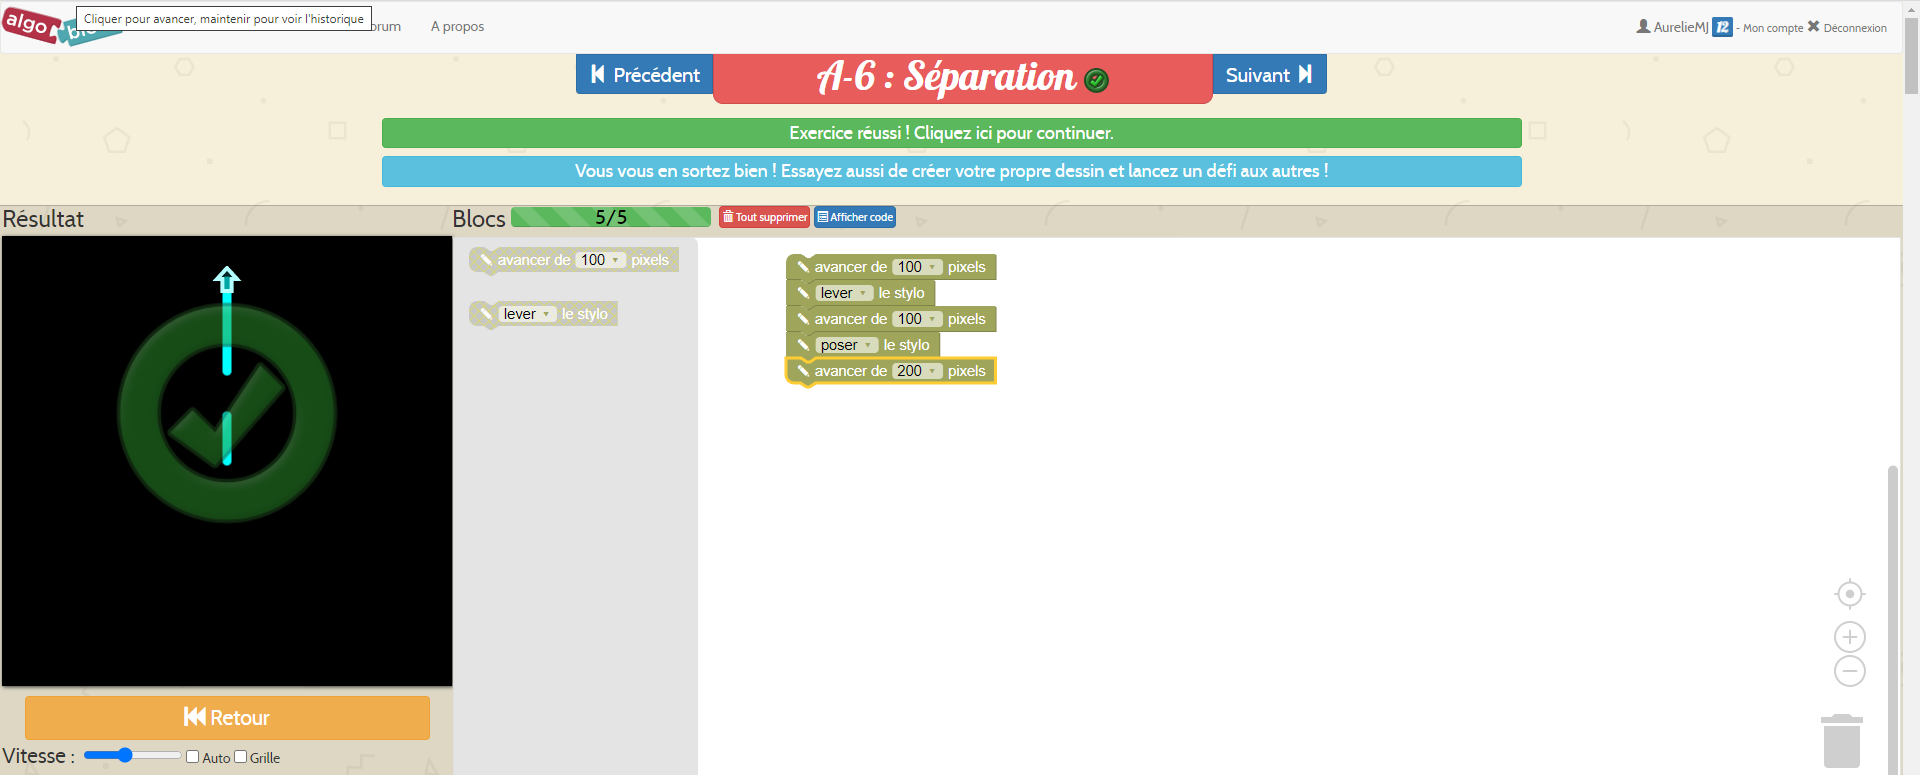 algo
Cliquer pour avancer, maintenir pour voir l'historique
orum
A propos
AurelieMJ 12 - Mon compte ✖ Déconnexion
Précédent
A-6 : Séparation
Suivant
Exercice réussi ! Cliquez ici pour continuer.
Vous vous en sortez bien ! Essayez aussi de créer votre propre dessin et lancez un défi aux autres !
Résultat
Blocs 5/5 Tout supprimer Afficher code
avancer de 100 pixels
lever le stylo
avancer de 100 pixels
lever le stylo
avancer de 100 pixels
poser le stylo
avancer de 200 pixels
Retour
Vitesse : Auto Grille